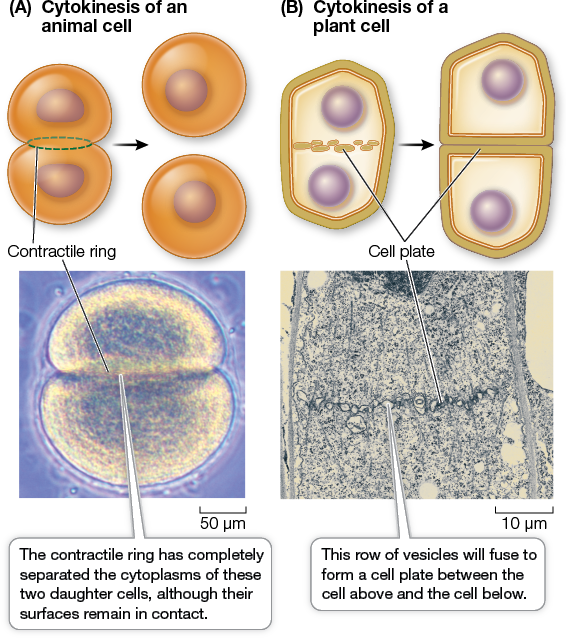 (A) Cytokinesis of an
animal cell
(B) Cytokinesis of a
plant cell
Contractile ring
Cell plate
50 µm
10 µm
The contractile ring has completely
separated the cytoplasms of these
two daughter cells, although their
surfaces remain in contact.
This row of vesicles will fuse to
form a cell plate between the
cell above and the cell below.